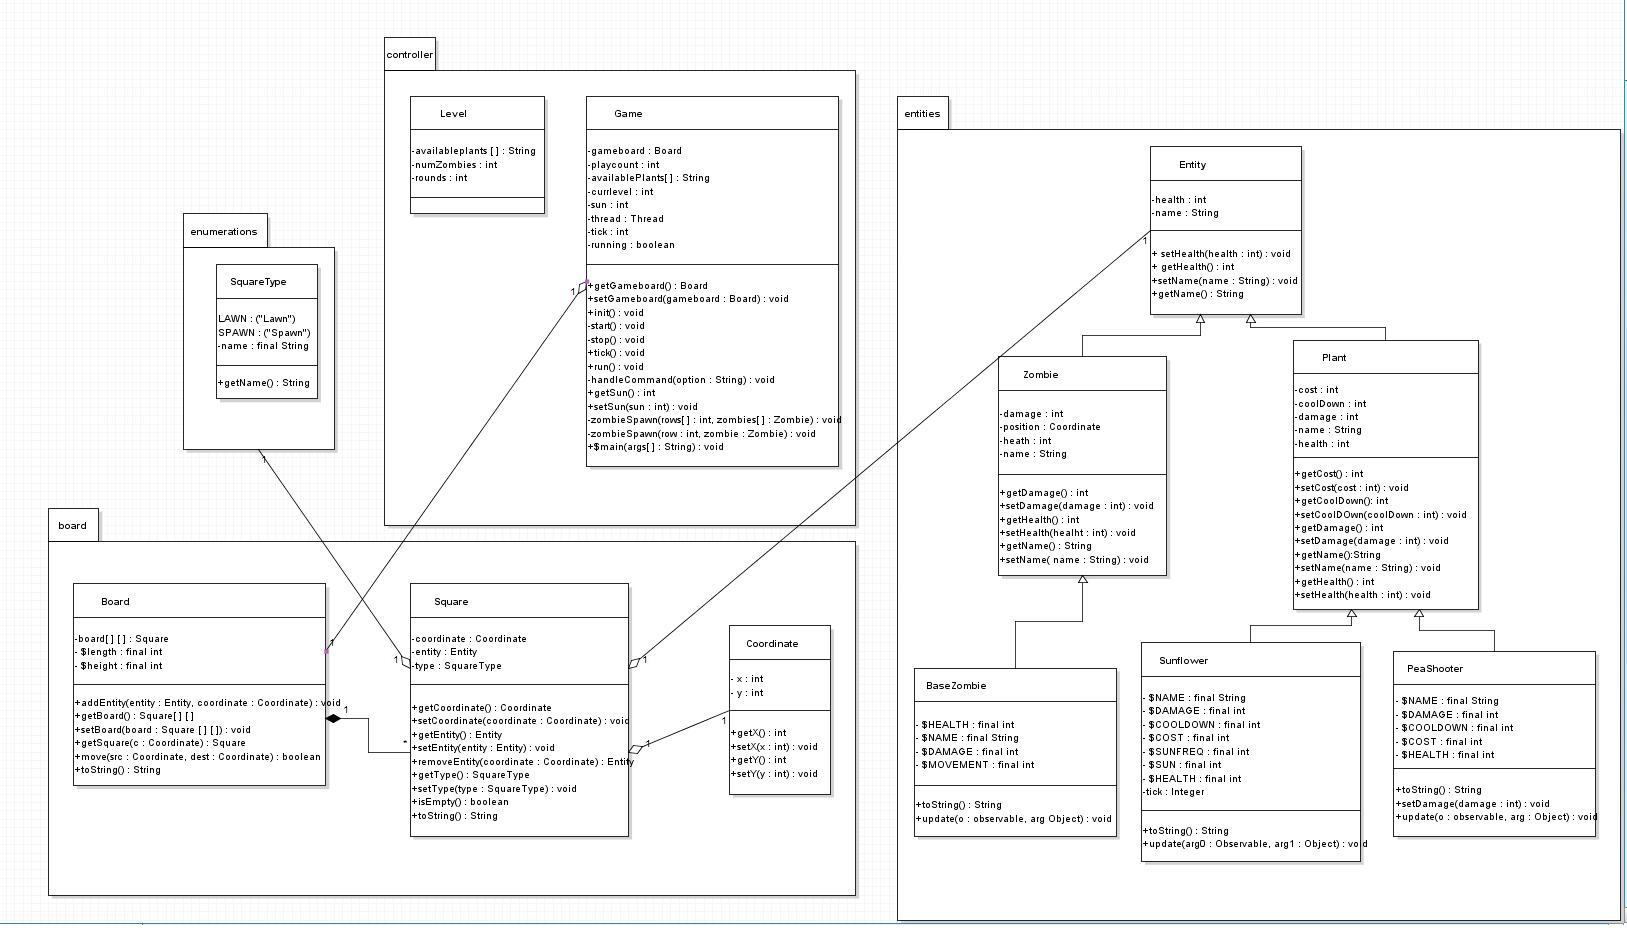 controller
Level
-availableplants [ ] : String
-numZombies : int
-rounds : int
Game
-gameboard : Board
-playcount : int
-availablePlants[ ] : String
-currlevel : int
-sun : int
-thread : Thread
-tick : int
-running : boolean
+getGameboard() : Board
+setGameboard(gameboard : Board) : void
+init() : void
-start() : void
-stop() : void
+tick() : void
+run() : void
-handleCommand(option : String) : void
+getSun() : int
+setSun(sun : int) : void
-zombieSpawn(rows[ ] : int, zombies[ ] : Zombie) : void
-zombieSpawn(row : int, zombie : Zombie) : void
+$main(args[ ] : String) : void
1
enumerations
SquareType
LAWN : ("Lawn")
SPAWN : ("Spawn")
-name : final String
+getName() : String
1
board
Board
-board[ ] [ ] : Square
- $length : final int
- $height : final int
+addEntity(entity : Entity, coordinate : Coordinate) : void
+getBoard() : Square[ ] [ ]
+setBoard(board : Square [ ] [ ]) : void
+getSquare(c : Coordinate) : Square
+move(src : Coordinate, dest : Coordinate) : boolean
+toString() : String
1
1
*
1
Square
-coordinate : Coordinate
-entity : Entity
-type : SquareType
+getCoordinate() : Coordinate
+setCoordinate(coordinate : Coordinate) : void
+getEntity() : Entity
+setEntity(entity : Entity) : void
+removeEntity(coordinate : Coordinate) : Entity
+getType() : SquareType
+setType(type : SquareType) : void
+isEmpty() : boolean
+toString() : String
1
1
Coordinate
- x : int
- y : int
+getX() : int
+setX(x : int) : void
+getY() : int
+setY(y : int) : void
1
entities
Entity
-health : int
-name : String
+ setHealth(health : int) : void
+ getHealth() : int
+setName(name : String) : void
+getName() : String
1
Zombie
-damage : int
-position : Coordinate
-heath : int
-name : String
+getDamage() : int
+setDamage(damage : int) : void
+getHealth() : int
+setHealth(healht : int) : void
+getName() : String
+setName( name : String) : void
Plant
-cost : int
-coolDown : int
-damage : int
-name : String
-health : int
+getCost() : int
+setCost(cost : int) : void
+getCoolDown(): int
+setCoolDOwn(coolDown : int) : void
+getDamage() : int
+setDamage(damage : int) : void
+getName():String
+setName(name : String) : void
+getHealth() : int
+setHealth(health : int) : void
BaseZombie
- $HEALTH : final int
- $NAME : final String
- $DAMAGE : final int
- $MOVEMENT : final int
+toString() : String
+update(o : observable, arg Object) : void
Sunflower
- $NAME : final String
- $DAMAGE : final int
- $COOLDOWN : final int
- $COST : final int
- $SUNFREQ : final int
- $SUN : final int
- $HEALTH : final int
-tick : Integer
+toString() : String
+update(arg0 : Observable, arg1 : Object) : void
PeaShooter
- $NAME : final String
- $DAMAGE : final int
- $COOLDOWN : final int
- $COST : final int
- $HEALTH : final int
+toString() : String
+setDamage(damage : int) : void
+update(o : observable, arg : Object) : void